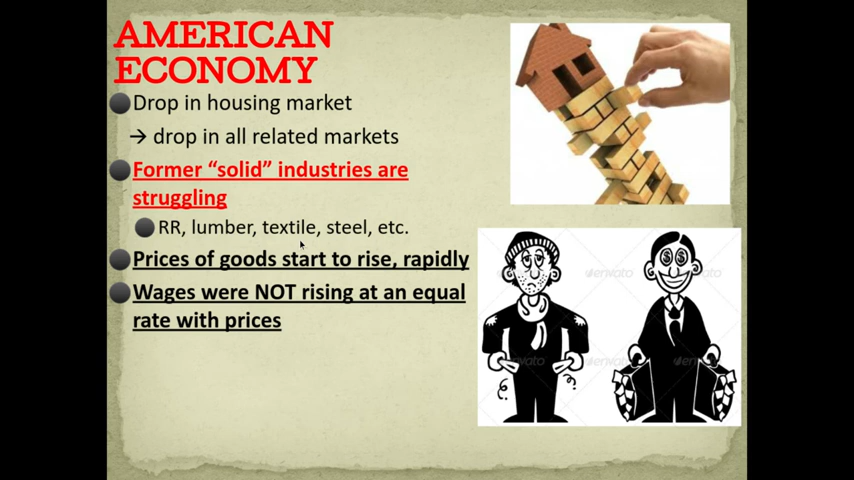 AMERICAN
ECONOMY
Drop in housing market
→ drop in all related markets
Former “solid” industries are
struggling
RR, lumber, textile, steel, etc.
Prices of goods start to rise, rapidly
Wages were NOT rising at an equal
rate with prices
envato